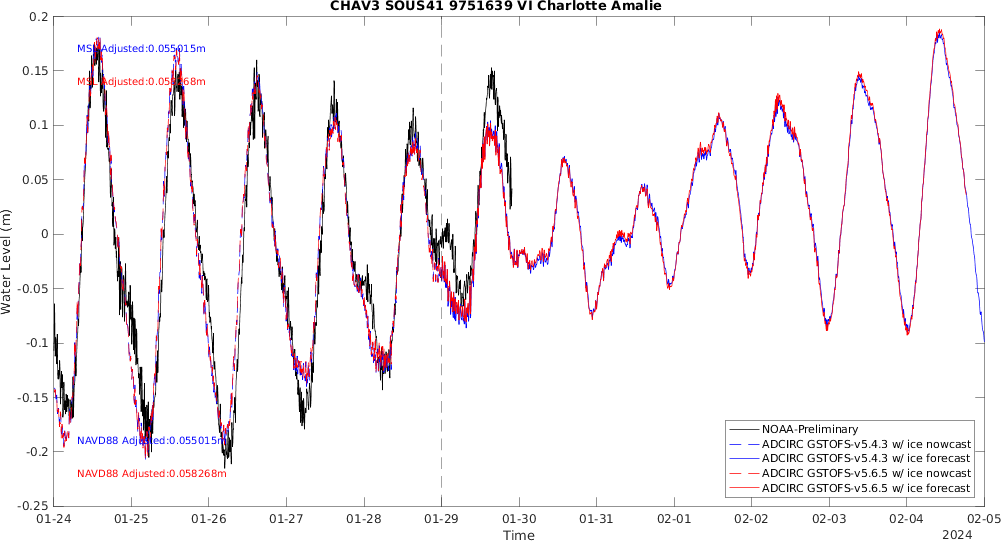 CHAV3 SOUS41 9751639 VI Charlotte Amalie
Water Level (m)
0.2
0.15
0.1
0.05
0
-0.05
-0.1
-0.15
-0.2
-0.25
MSL Adjusted:0.055015m
MSL Adjusted:0.058268m
NAVD88 Adjusted:0.055015m
NAVD88 Adjusted:0.058268m
NOAA-Preliminary
ADCIRC GSTOFS-v5.4.3 w/ ice nowcast
ADCIRC GSTOFS-v5.4.3 w/ ice forecast
ADCIRC GSTOFS-v5.6.5 w/ ice nowcast
ADCIRC GSTOFS-v5.6.5 w/ ice forecast
01-24 01-25 01-26 01-27 01-28 01-29 01-30 01-31 02-01 02-02 02-03 02-04 02-05
Time
2024